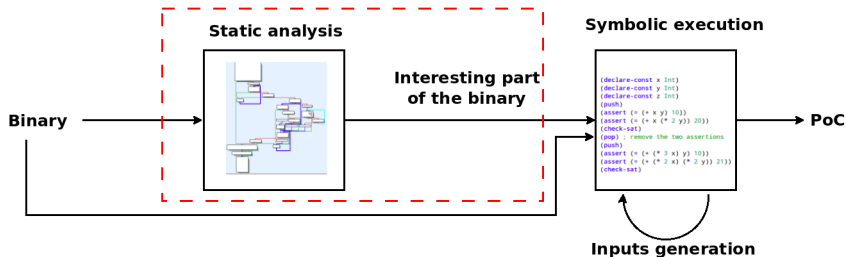 Static analysis
Symbolic execution
Interesting part
of the binary
Binary
(declare-const x Int)
(declare-const y Int)
(declare-const z Int)
(push)
(assert (= (+ x y) 10))
(assert (= (+ x (* 2 y)) 20))
(check-sat)
(pop) ; remove the two assertions
(push)
(assert (= (+ (* 3 x) y) 10))
(assert (= (+ (* 2 x) (* 2 y)) 21))
(check-sat)
PoC
Inputs generation